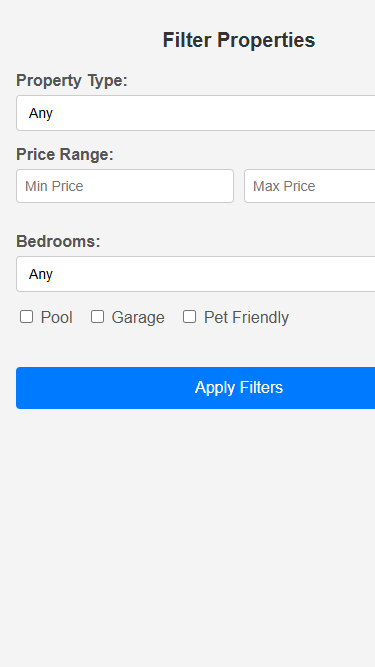 Filter Properties
Property Type:
Any
Price Range:
Min Price Max Price
Bedrooms:
Any
Pool Garage Pet Friendly
Apply Filters